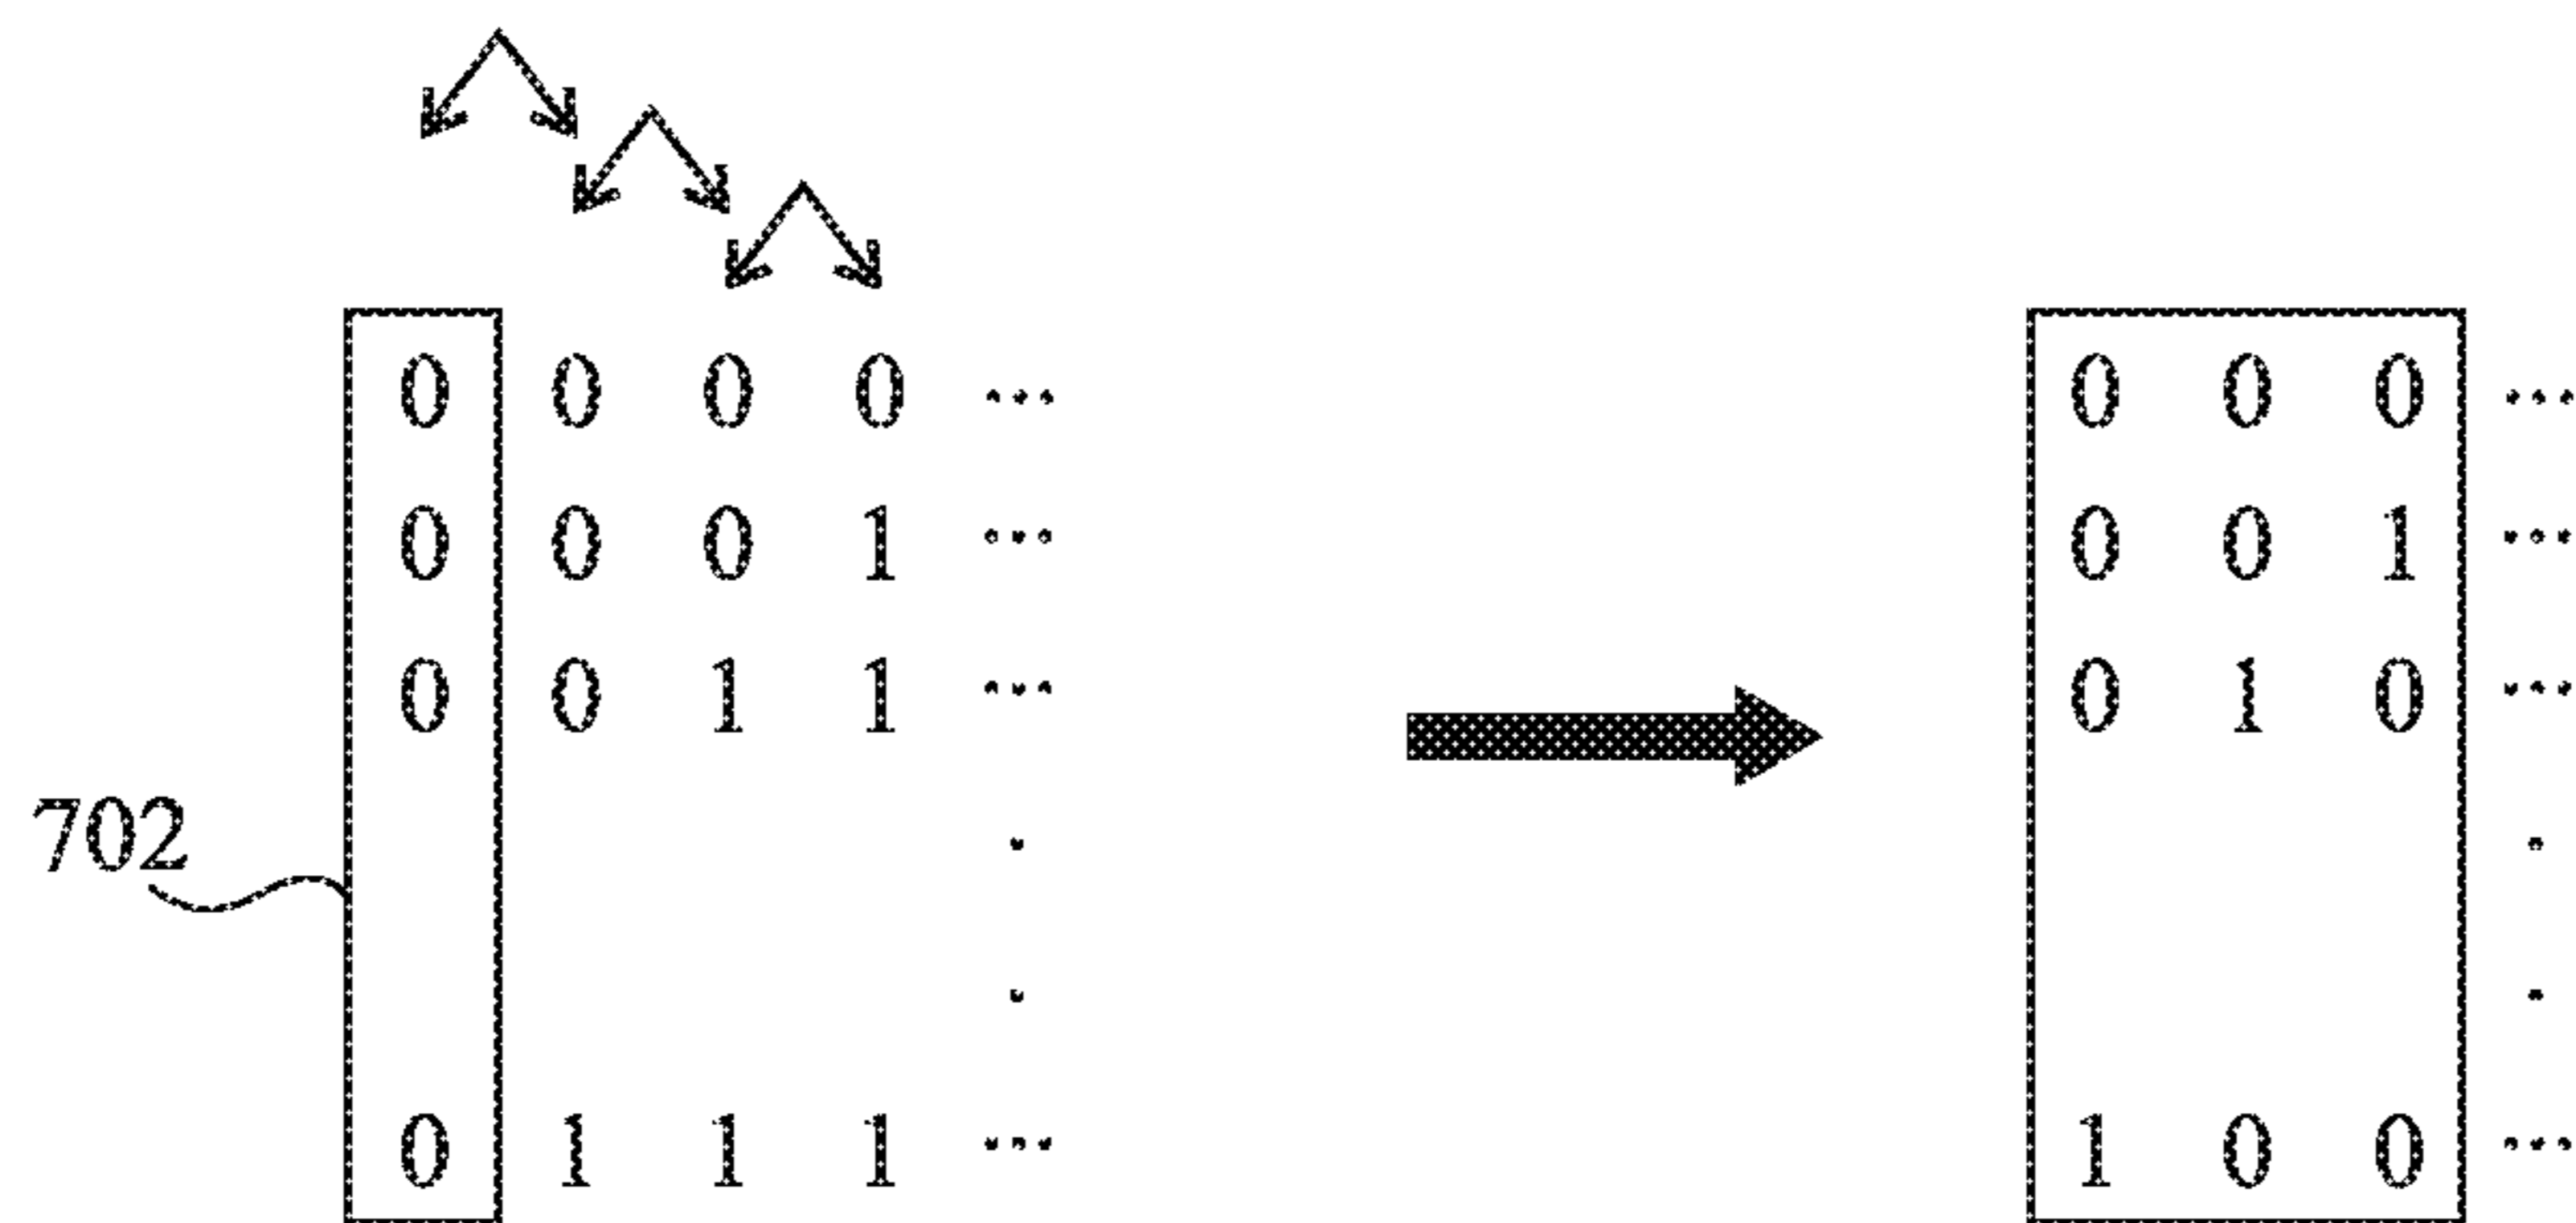 0 0 0 0 ... 0 0 0 ...
0 0 0 1 ... 0 0 1 ...
0 0 1 1 ... 0 1 0 ...
702
0 1 1 1 ... 1 0 0 ...